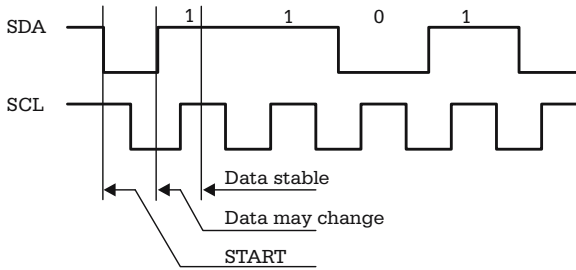 SDA
1 1 0 1
SCL
Data stable
Data may change
START